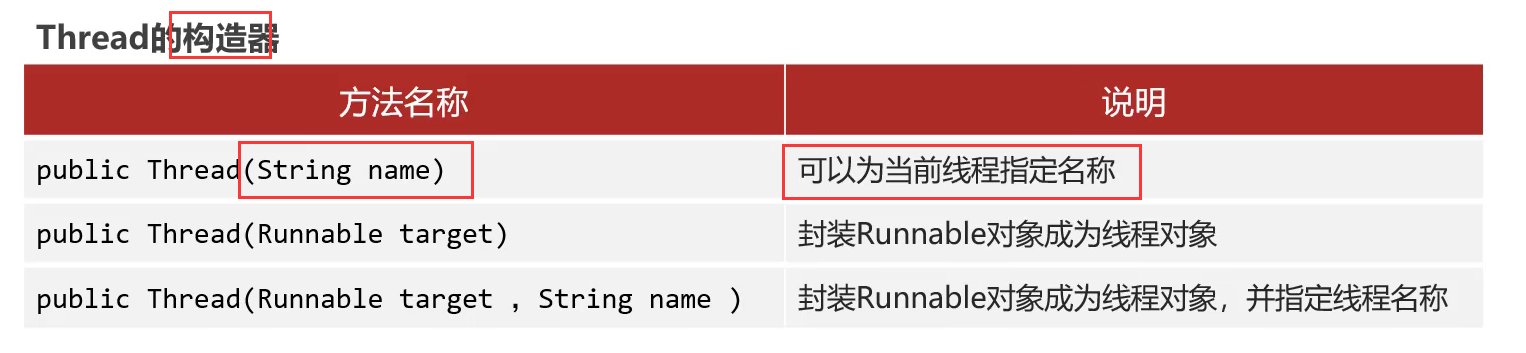 Thread的构造器
方法名称 说明
public Thread(String name) 可以为当前线程指定名称
public Thread(Runnable target) 封装Runnable对象成为线程对象
public Thread(Runnable target , String name ) 封装Runnable对象成为线程对象，并指定线程名称